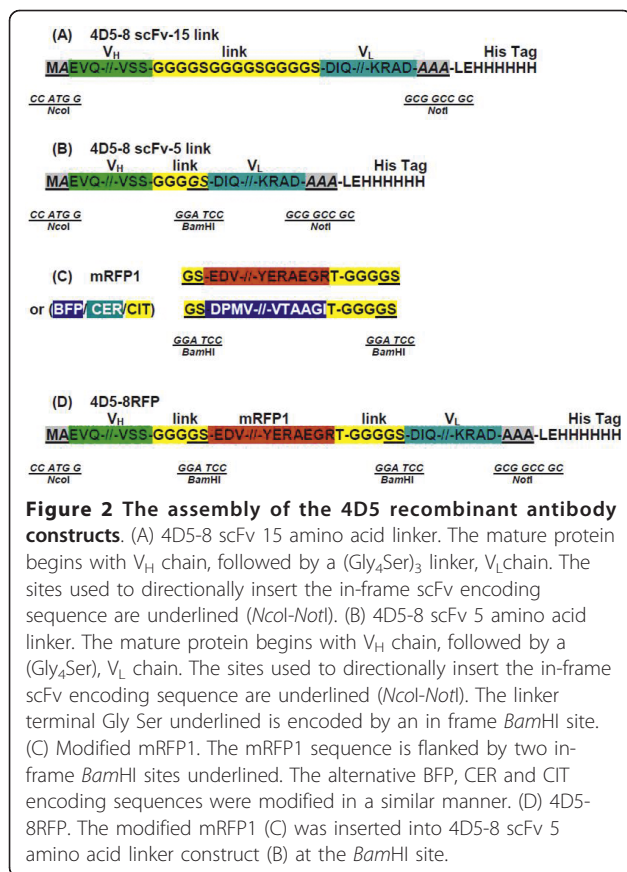 (A) 4D5-8 scFv-15 link
VH link VL His Tag
MAEVQ-//-VSS-GGGGSGGGGSGGGGS-DIQ-//-KRAD-AAA-LEHHHHHH
CC ATG G GCG GCC GC
NcoI NotI
(B) 4D5-8 scFv-5 link
VH link VL His Tag
MAEVQ-//-VSS-GGGGS-DIQ-//-KRAD-AAA-LEHHHHHH
CC ATG G GGA TCC GCG GCC GC
NcoI BamHI NotI
(C) mRFP1 GS-EDV-//-YERAEGRT-GGGGS
or (BFP/CER/CIT) GS DPMV-//-VTAAGIT-GGGGS
GGA TCC GGA TCC
BamHI BamHI
(D) 4D5-8RFP
VH link mRFP1 link VL His Tag
MAEVQ-//-VSS-GGGGS-EDV-//-YERAEGRT-GGGGS-DIQ-//-KRAD-AAA-LEHHHHHH
CC ATG G GGA TCC GGA TCC GCG GCC GC
NcoI BamHI BamHI NotI
Figure 2 The assembly of the 4D5 recombinant antibody
constructs. (A) 4D5-8 scFv 15 amino acid linker. The mature protein
begins with VH chain, followed by a (Gly4Ser)3 linker, VLchain. The
sites used to directionally insert the in-frame scFv encoding
sequence are underlined (NcoI-NotI). (B) 4D5-8 scFv 5 amino acid
linker. The mature protein begins with VH chain, followed by a
(Gly4Ser), VL chain. The sites used to directionally insert the in-frame
scFv encoding sequence are underlined (NcoI-NotI). The linker
terminal Gly Ser underlined is encoded by an in frame BamHI site.
(C) Modified mRFP1. The mRFP1 sequence is flanked by two in-
frame BamHI sites underlined. The alternative BFP, CER and CIT
encoding sequences were modified in a similar manner. (D) 4D5-
8RFP. The modified mRFP1 (C) was inserted into 4D5-8 scFv 5
amino acid linker construct (B) at the BamHI site.